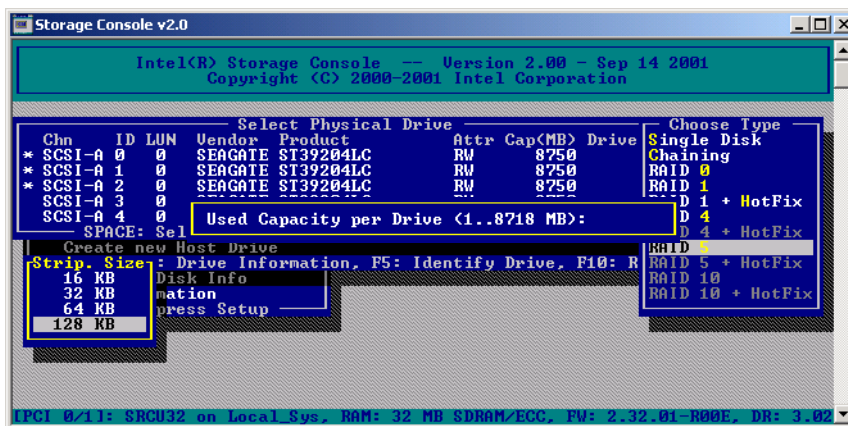 Storage Console v2.0
Intel(R) Storage Console -- Version 2.00 - Sep 14 2001
Copyright (C) 2000-2001 Intel Corporation
Select Physical Drive
Chn ID LUN Vendor Product Attr Cap(MB) Drive
* SCSI-A 0 0 SEAGATE ST39204LC RW 8750
* SCSI-A 1 0 SEAGATE ST39204LC RW 8750
* SCSI-A 2 0 SEAGATE ST39204LC RW 8750
SCSI-A 3 0
SCSI-A 4 0
SPACE: Sel
Used Capacity per Drive (1..8718 MB):
Choose Type
Single Disk
Chaining
RAID 0
RAID 1
RAID 1 + HotFix
D 4
D 4 + HotFix
RAID 5
RAID 5 + HotFix
RAID 10
RAID 10 + HotFix
Create new Host Drive
: Drive Information, F5: Identify Drive, F10: R
Strip. Size
16 KB
32 KB
64 KB
128 KB
Disk Info
mation
press Setup
[PCI 0/1]: SRCU32 on Local_Sys, RAM: 32 MB SDRAM/ECC, FW: 2.32.01-R00E, DR: 3.02